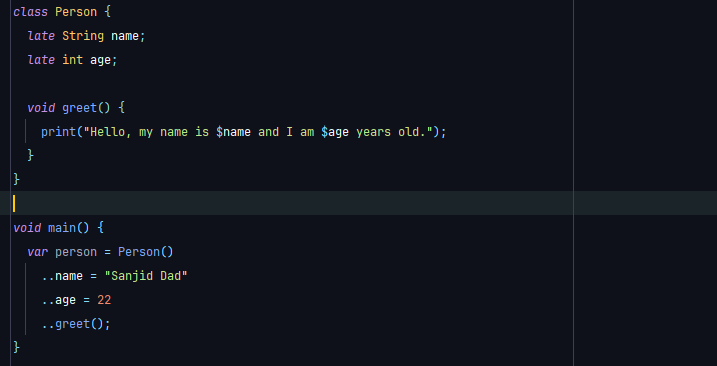 class Person {
  late String name;
  late int age;

  void greet() {
    print("Hello, my name is $name and I am $age years old.");
  }
}

void main() {
  var person = Person()
    ..name = "Sanjid Dad"
    ..age = 22
    ..greet();
}